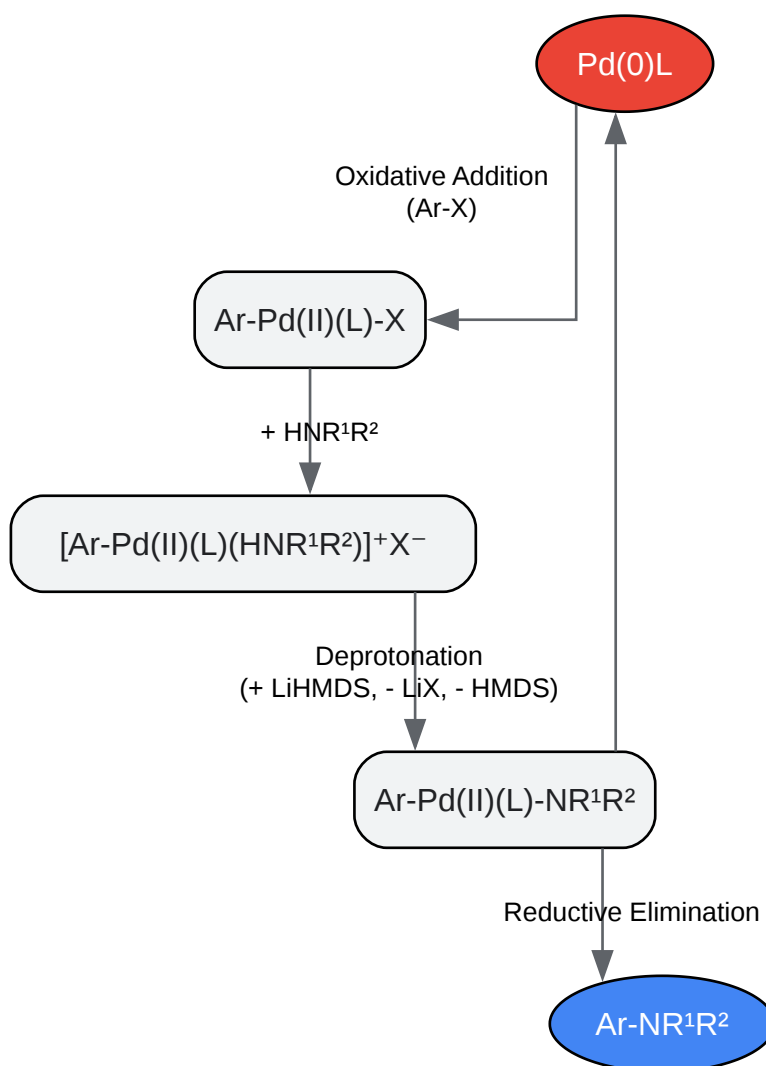 Pd(0)L
Oxidative Addition
(Ar-X)
Ar-Pd(II)(L)-X
+ HNR¹R²
[Ar-Pd(II)(L)(HNR¹R²)]⁺X⁻
Deprotonation
(+ LiHMDS, - LiX, - HMDS)
Ar-Pd(II)(L)-NR¹R²
Reductive Elimination
Ar-NR¹R²